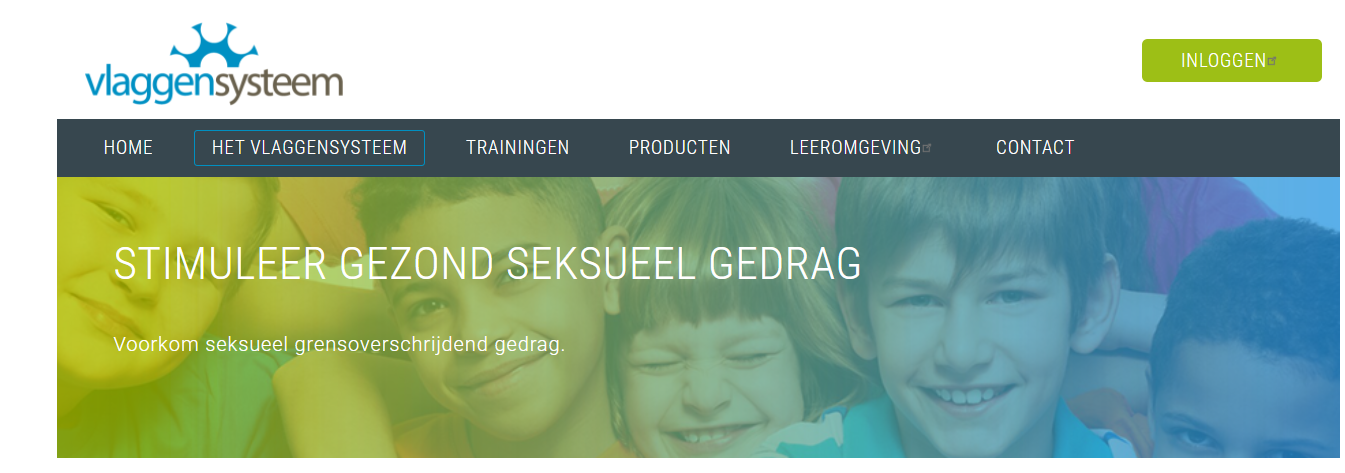 vlaggensysteem
INLOGGEN
HOME HET VLAGGENSYSTEEM TRAININGEN PRODUCTEN LEEROMGEVING CONTACT
STIMULEER GEZOND SEKSUEEL GEDRAG
Voorkom seksueel grensoverschrijdend gedrag.